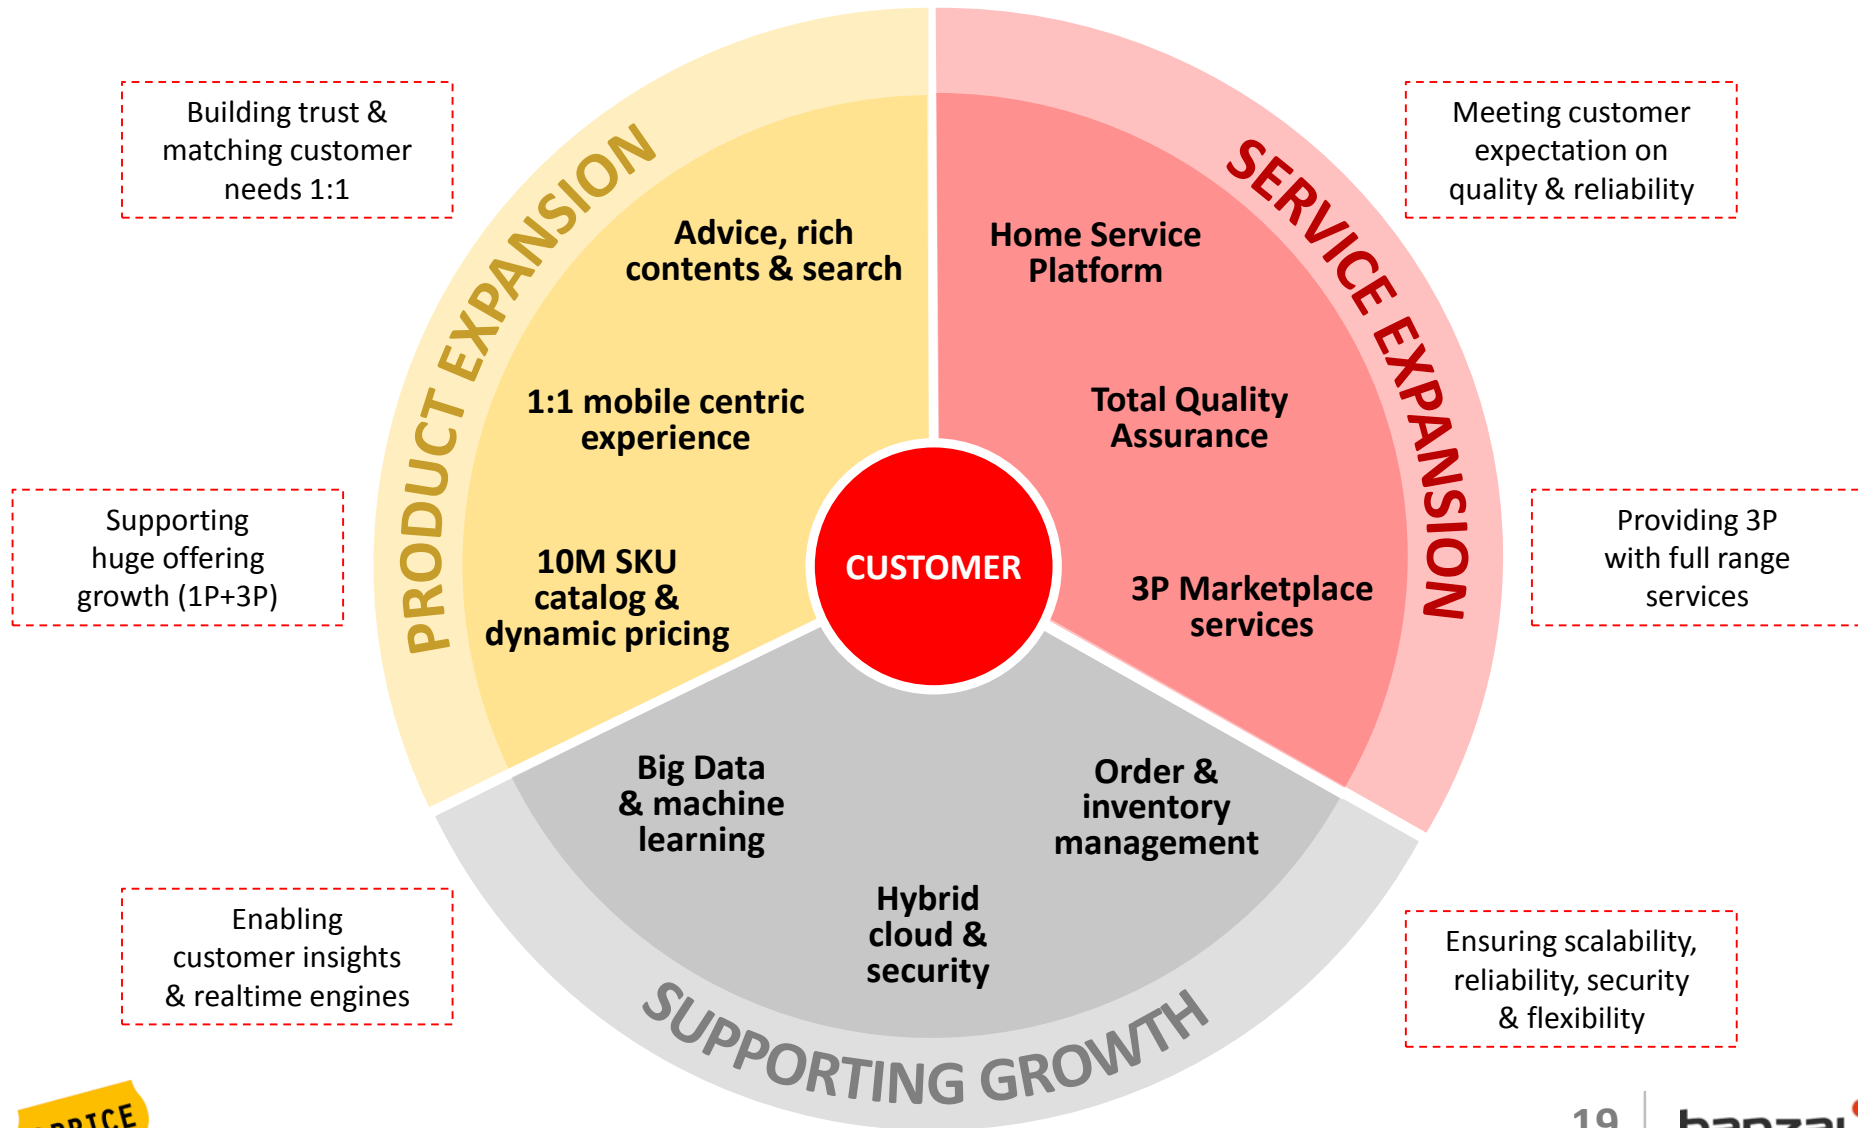 Building trust &
matching customer
needs 1:1
Meeting customer
expectation on
quality & reliability
PRODUCT EXPANSION
SERVICE EXPANSION
Advice, rich
contents & search
Home Service
Platform
1:1 mobile centric
experience
Total Quality
Assurance
Supporting
huge offering
growth (1P+3P)
10M SKU
catalog &
dynamic pricing
CUSTOMER
3P Marketplace
services
Providing 3P
with full range
services
Big Data
& machine
learning
Order &
inventory
management
Hybrid
cloud &
security
Enabling
customer insights
& realtime engines
Ensuring scalability,
reliability, security
& flexibility
SUPPORTING GROWTH
19